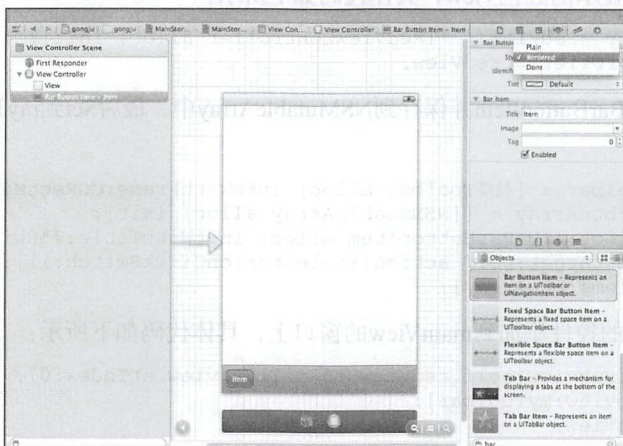 gongju
gongju
MainStor...
MainStor...
View Con...
View Controller
Bar Button Item - Item
View Controller Scene
First Responder
View Controller
View
Bar Button Item - Item
Item
Bar Button
Plain
Bordered
Done
Sty
Identifi
Tint
Default
Bar Item
Title
Item
Image
Tag
0
Enabled
Objects
Bar Button Item - Represents an
item on a UIToolbar or
UINavigationItem object.
Fixed Space Bar Button Item -
Represents a fixed space item on a
UIToolbar object.
Flexible Space Bar Button Item -
Represents a flexible space item on a
UIToolbar object.
Tab Bar - Provides a mechanism for
displaying a tabs at the bottom of the
screen.
Tab Bar Item - Represents an item
on a UITabBar object.
bar